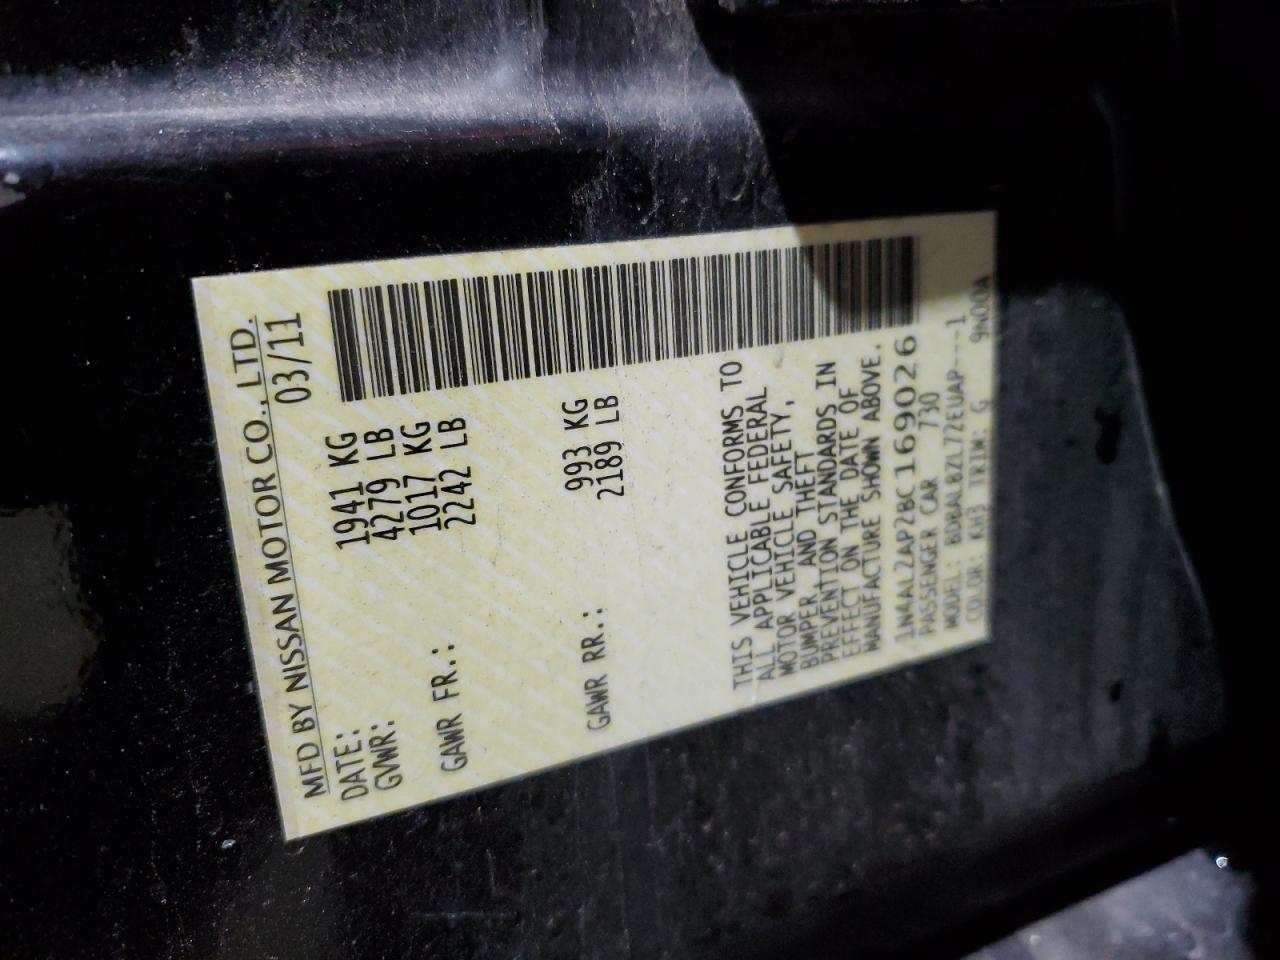 MFD BY NISSAN MOTOR CO., LTD.
DATE: 03/11
GVWR: 1941 KG
4279 LB
GAWR FR.: 1017 KG
2242 LB
GAWR RR.: 993 KG
2189 LB
THIS VEHICLE CONFORMS TO
ALL APPLICABLE FEDERAL
MOTOR VEHICLE SAFETY,
BUMPER, AND THEFT
PREVENTION STANDARDS IN
EFFECT ON THE DATE OF
MANUFACTURE SHOWN ABOVE.
1N4AL2AP2BC169026
PASSENGER CAR 730
MODEL: BDBALBZL72EUAP----1
COLOR: KH3 TRIM: G 9N00A